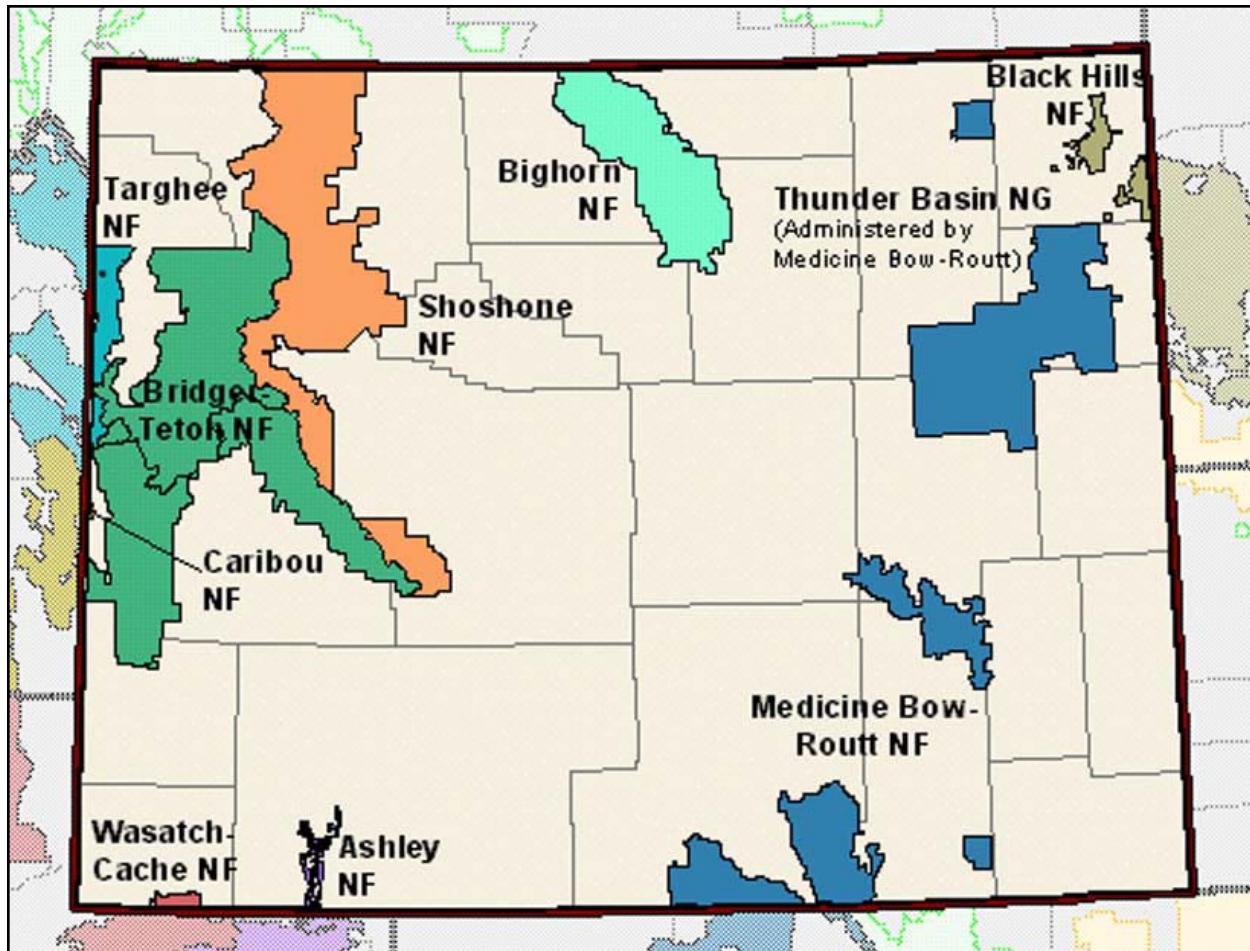 Black Hills
NF
Targhee
NF
Bighorn
NF
Thunder Basin NG
(Administered by
Medicine Bow-Routt)
Shoshone
NF
Bridger-
Teton NF
Caribou
NF
Medicine Bow-
Routt NF
Wasatch-
Cache NF
Ashley
NF